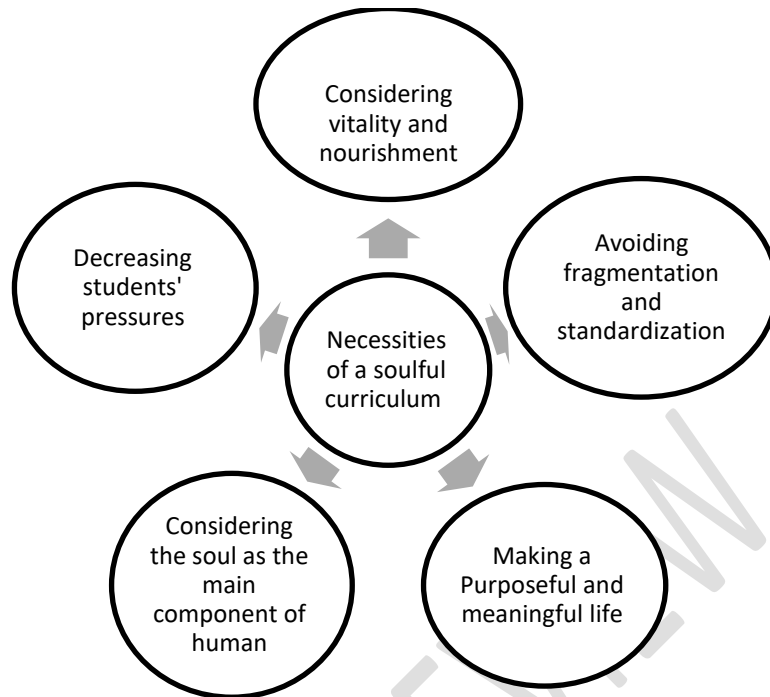 Considering
vitality and
nourishment
Avoiding
fragmentation
and
standardization
Decreasing
students'
pressures
Necessities
of a soulful
curriculum
Considering
the soul as the
main
component of
human
Making a
Purposeful and
meaningful life